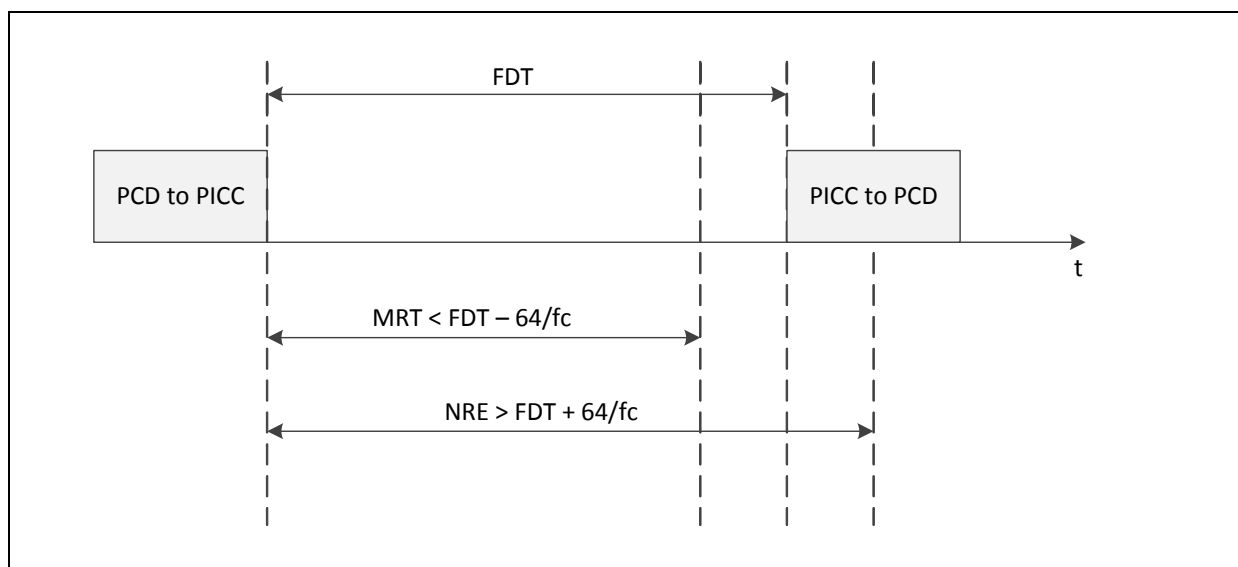 FDT
PCD to PICC
PICC to PCD
t
MRT < FDT – 64/fc
NRE > FDT + 64/fc